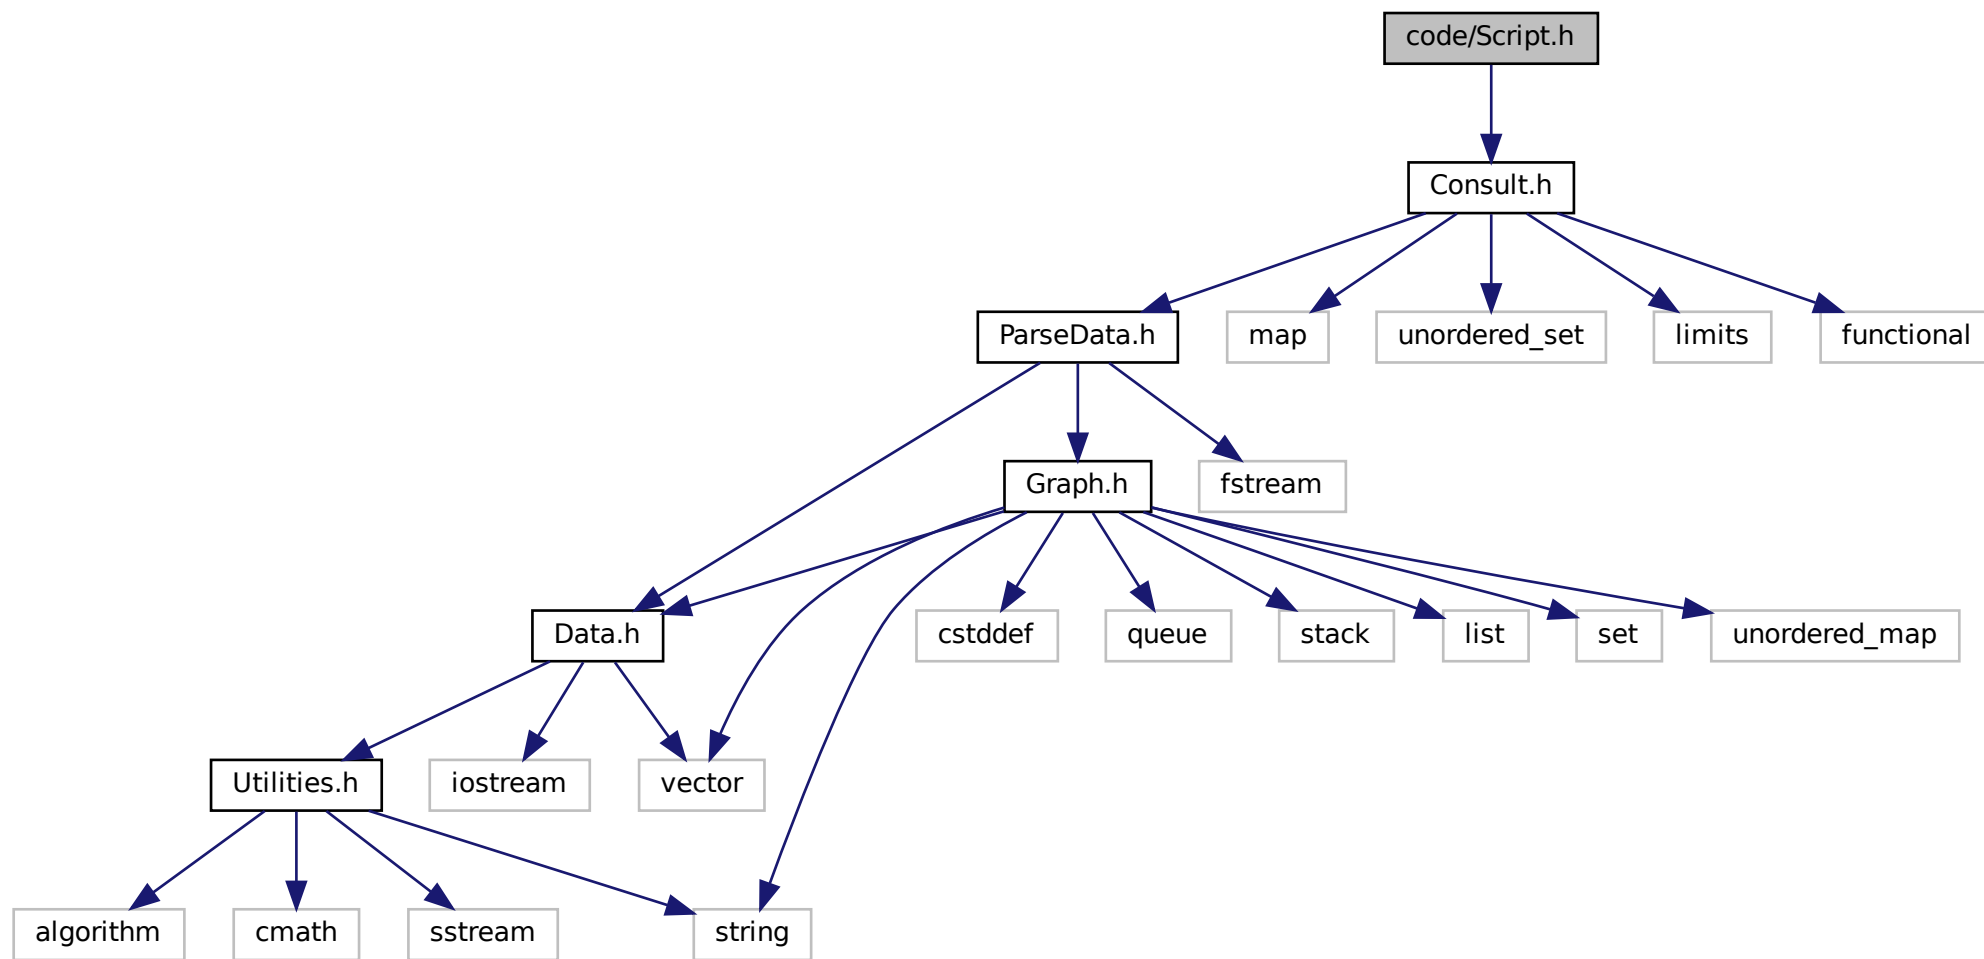 code/Script.h
Consult.h
ParseData.h
map
unordered_set
limits
functional
Graph.h
fstream
Data.h
cstddef
queue
stack
list
set
unordered_map
Utilities.h
iostream
vector
algorithm
cmath
sstream
string